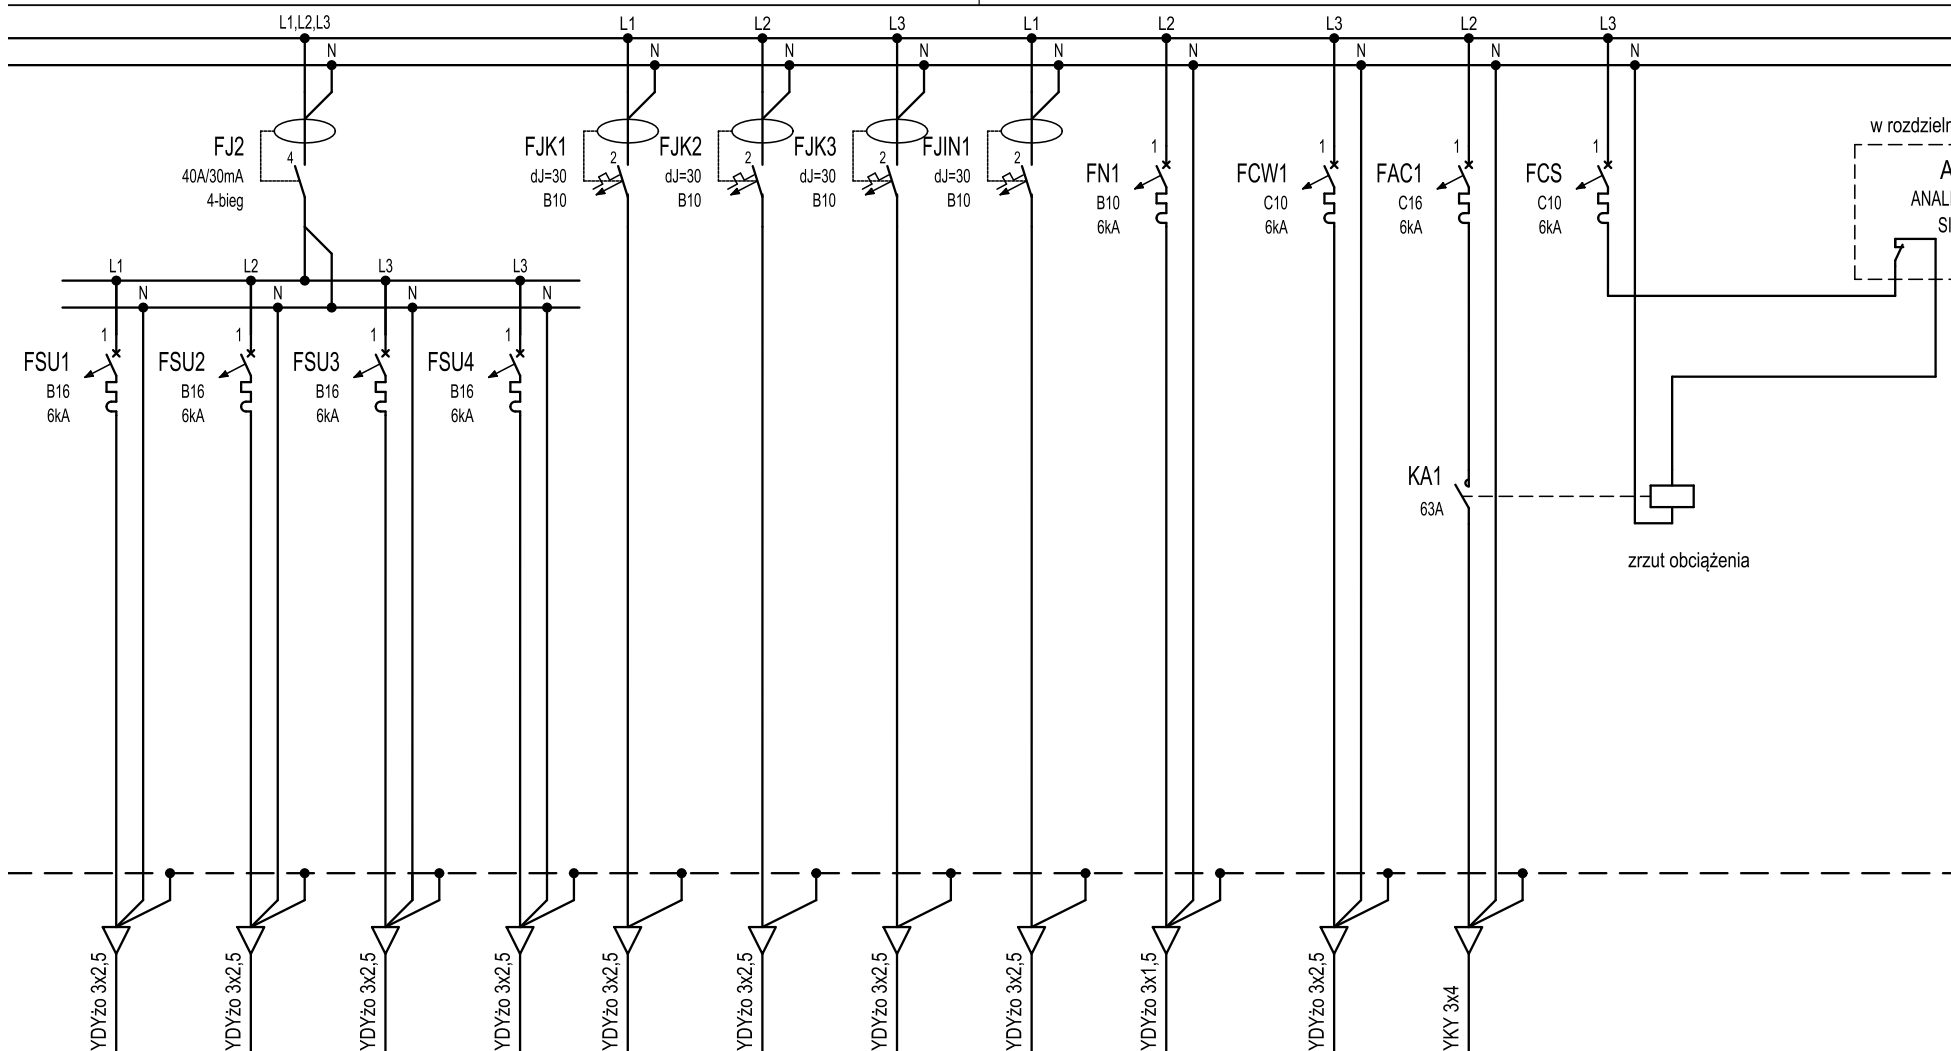 L1,L2,L3
L1
L2
L3
L1
L2
L3
L2
L3
N
N
N
N
N
N
N
N
N
FJ2
40A/30mA
4-bieg
4
FJK1
dJ=30
B10
2
FJK2
dJ=30
B10
2
FJK3
dJ=30
B10
2
FJIN1
dJ=30
B10
2
FN1
B10
6kA
1
FCW1
C10
6kA
1
FAC1
C16
6kA
1
FCS
C10
6kA
1
L1
L2
L3
L3
N
N
N
N
FSU1
B16
6kA
1
FSU2
B16
6kA
1
FSU3
B16
6kA
1
FSU4
B16
6kA
1
KA1
63A
zrzut obciążenia
YDYżo 3x2,5
YDYżo 3x2,5
YDYżo 3x2,5
YDYżo 3x2,5
YDYżo 3x2,5
YDYżo 3x2,5
YDYżo 3x2,5
YDYżo 3x2,5
YDYżo 3x1,5
YDYżo 3x2,5
YKY 3x4